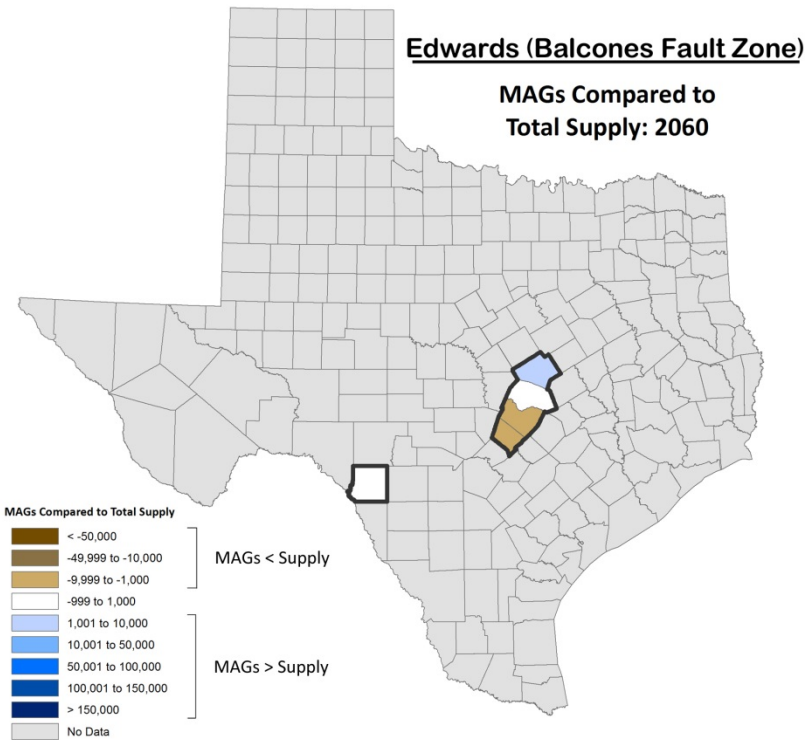 Edwards (Balcones Fault Zone)
MAGs Compared to
Total Supply: 2060
MAGs Compared to Total Supply
< -50,000
-49,999 to -10,000
-9,999 to -1,000
MAGs < Supply
-999 to 1,000
1,001 to 10,000
10,001 to 50,000
50,001 to 100,000
MAGs > Supply
100,001 to 150,000
> 150,000
No Data